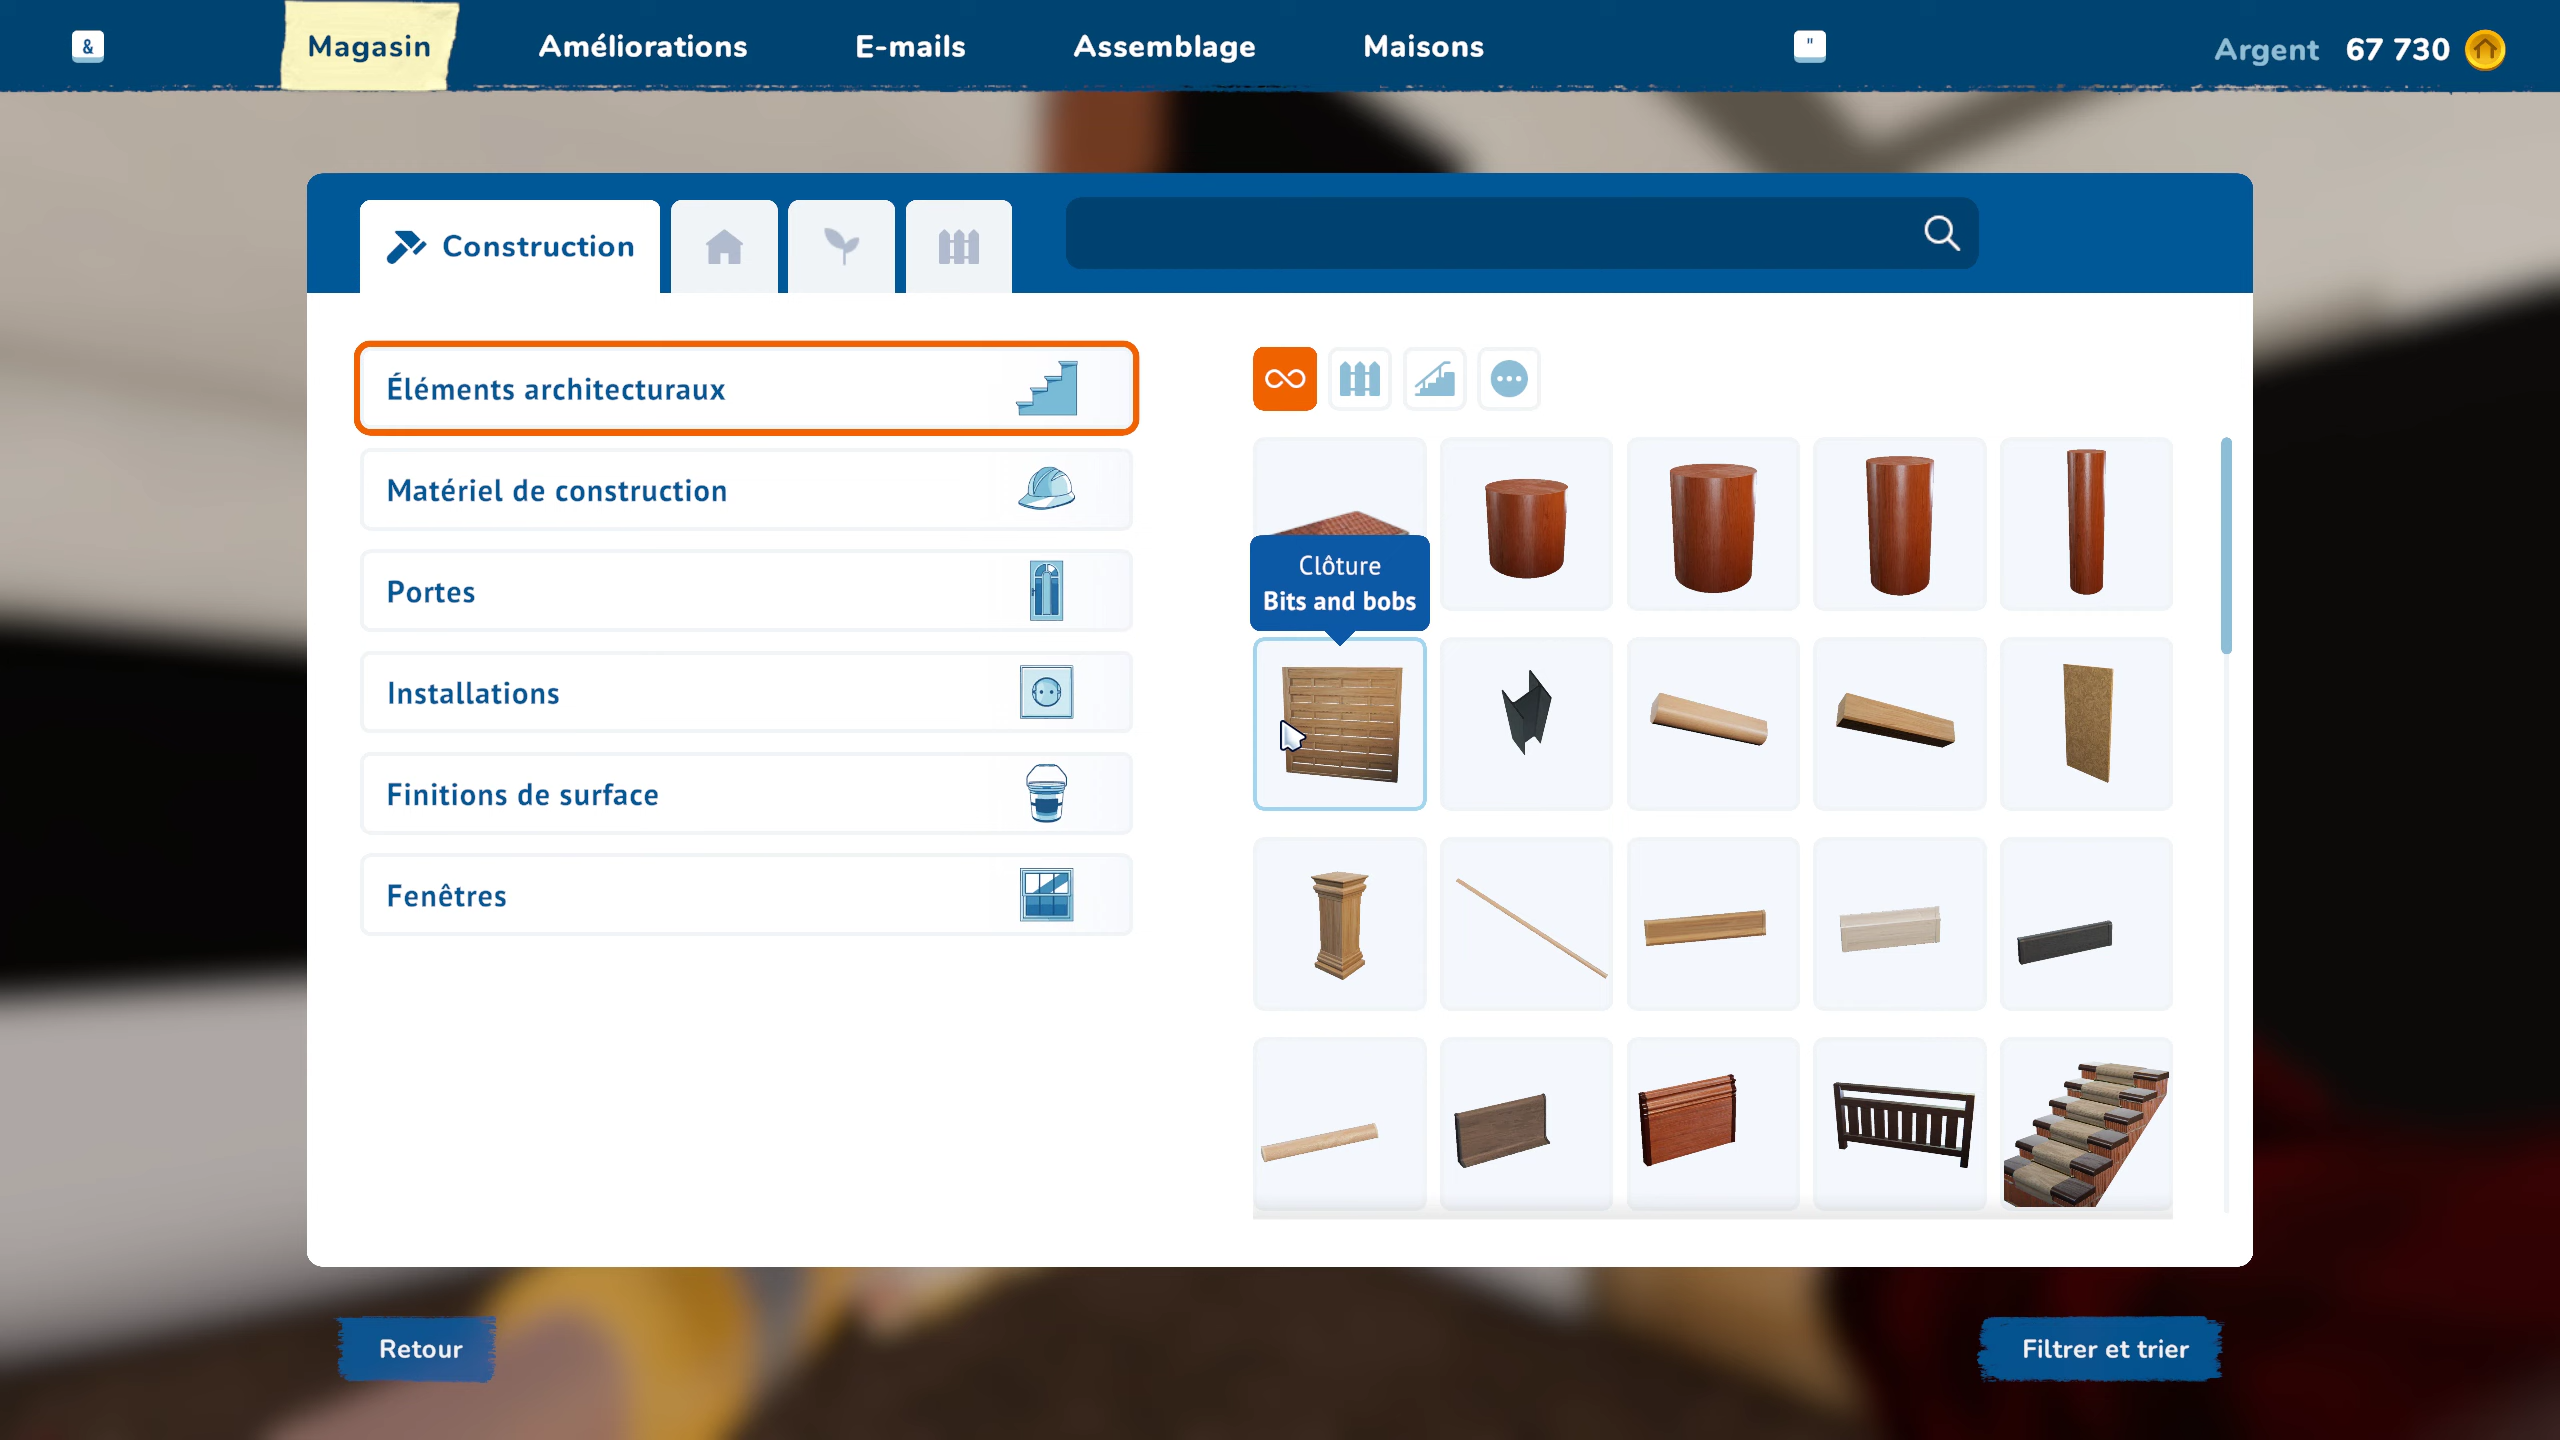 &
Magasin
Améliorations
E-mails
Assemblage
Maisons
"
Argent 67 730
Construction
Éléments architecturaux
Matériel de construction
Portes
Installations
Finitions de surface
Fenêtres
Clôture
Bits and bobs
Retour
Filtrer et trier